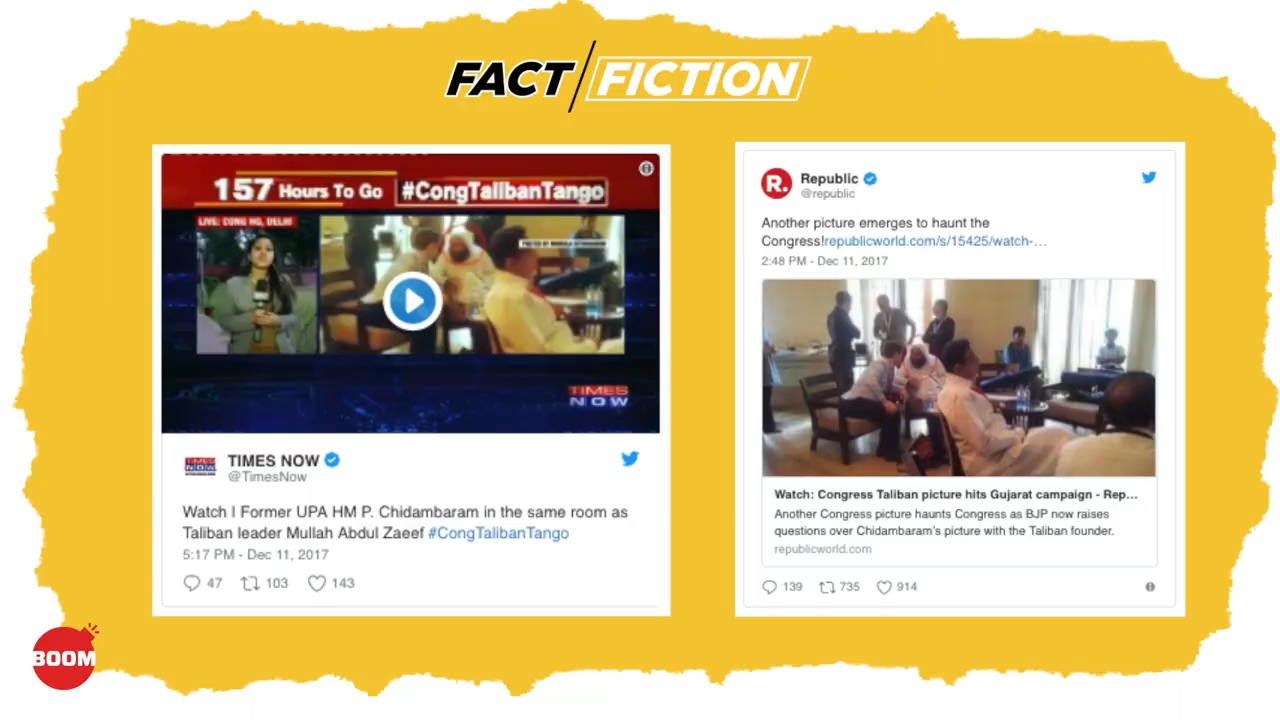 FACT/FICTION
157 Hours To Go #CongTalibanTango
LIVE: CONG HQ, DELHI
TIMES
NOW
TIMES NOW
@TimesNow
Watch | Former UPA HM P. Chidambaram in the same room as
Taliban leader Mullah Abdul Zaeef #CongTalibanTango
5:17 PM - Dec 11, 2017
47 103 143
R.
Republic
@republic
Another picture emerges to haunt the
Congress!republicworld.com/s/15425/watch-...
2:48 PM - Dec 11, 2017
Watch: Congress Taliban picture hits Gujarat campaign - Rep...
Another Congress picture haunts Congress as BJP now raises
questions over Chidambaram's picture with the Taliban founder.
republicworld.com
139 735 914
BOOM